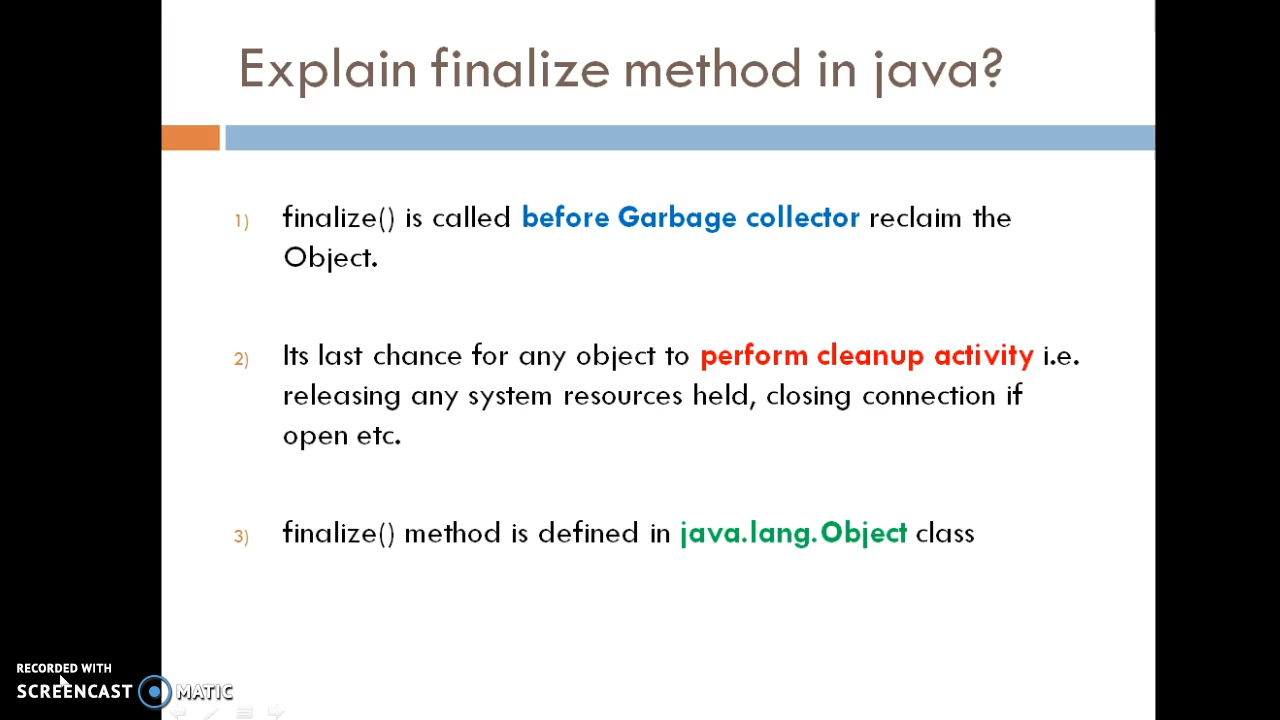 Explain finalize method in java?
1) finalize() is called before Garbage collector reclaim the
Object.
2) Its last chance for any object to perform cleanup activity i.e.
releasing any system resources held, closing connection if
open etc.
3) finalize() method is defined in java.lang.Object class
RECORDED WITH
SCREENCAST MATIC